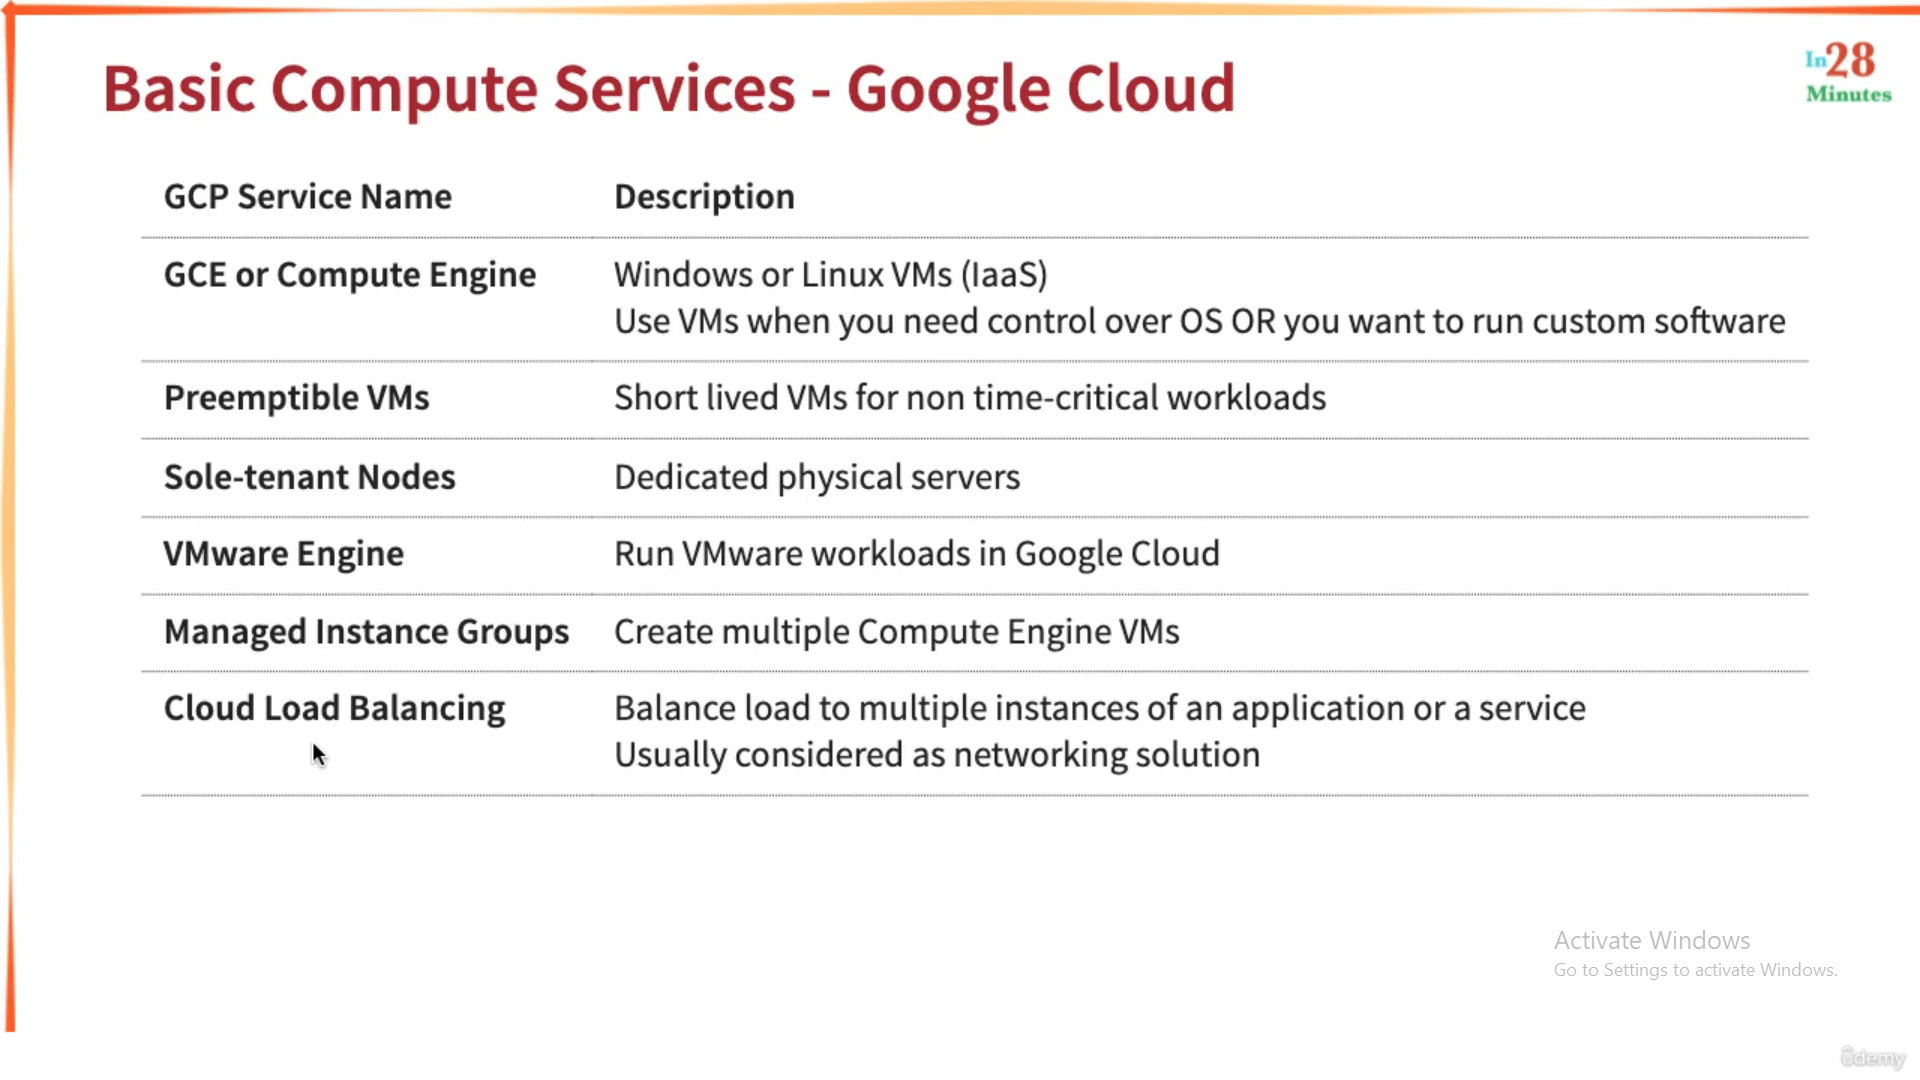 Basic Compute Services - Google Cloud
In28
Minutes
GCP Service Name Description
GCE or Compute Engine Windows or Linux VMs (IaaS)
Use VMs when you need control over OS OR you want to run custom software
Preemptible VMs Short lived VMs for non time-critical workloads
Sole-tenant Nodes Dedicated physical servers
VMware Engine Run VMware workloads in Google Cloud
Managed Instance Groups Create multiple Compute Engine VMs
Cloud Load Balancing Balance load to multiple instances of an application or a service
Usually considered as networking solution
Activate Windows
Go to Settings to activate Windows.
ûdemy